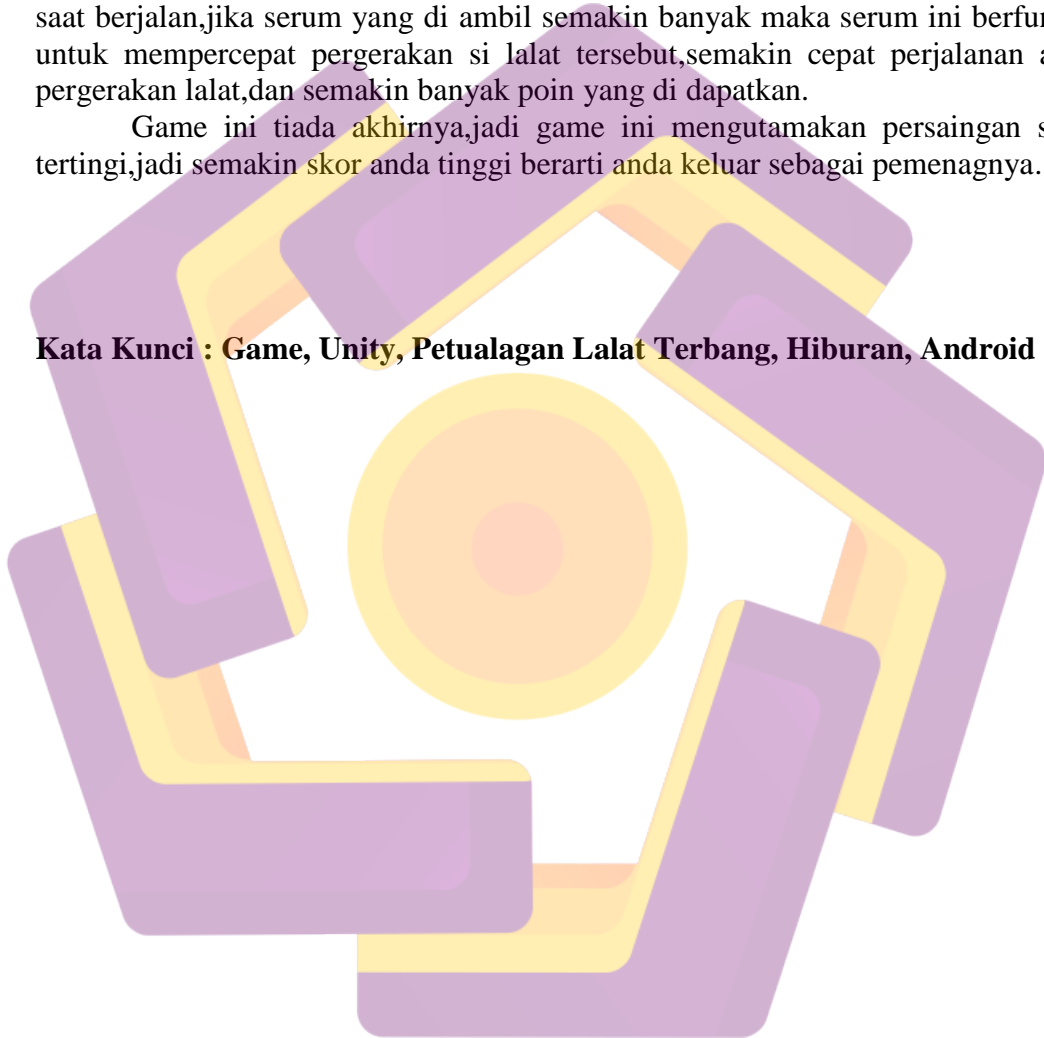 saat berjalan,jika serum yang di ambil semakin banyak maka serum ini
untuk mempercepat pergerakan si lalat tersebut,semakin cepat perjalanan
pergerakan lalat,dan semakin banyak poin yang di dapatkan.
Game ini tiada akhirnya,jadi game ini mengutamakan persaingan
tertingi,jadi semakin skor anda tinggi berarti anda keluar sebagai pemenagnya.
Kata Kunci : Game, Unity, Petualagan Lalat Terbang, Hiburan, Android